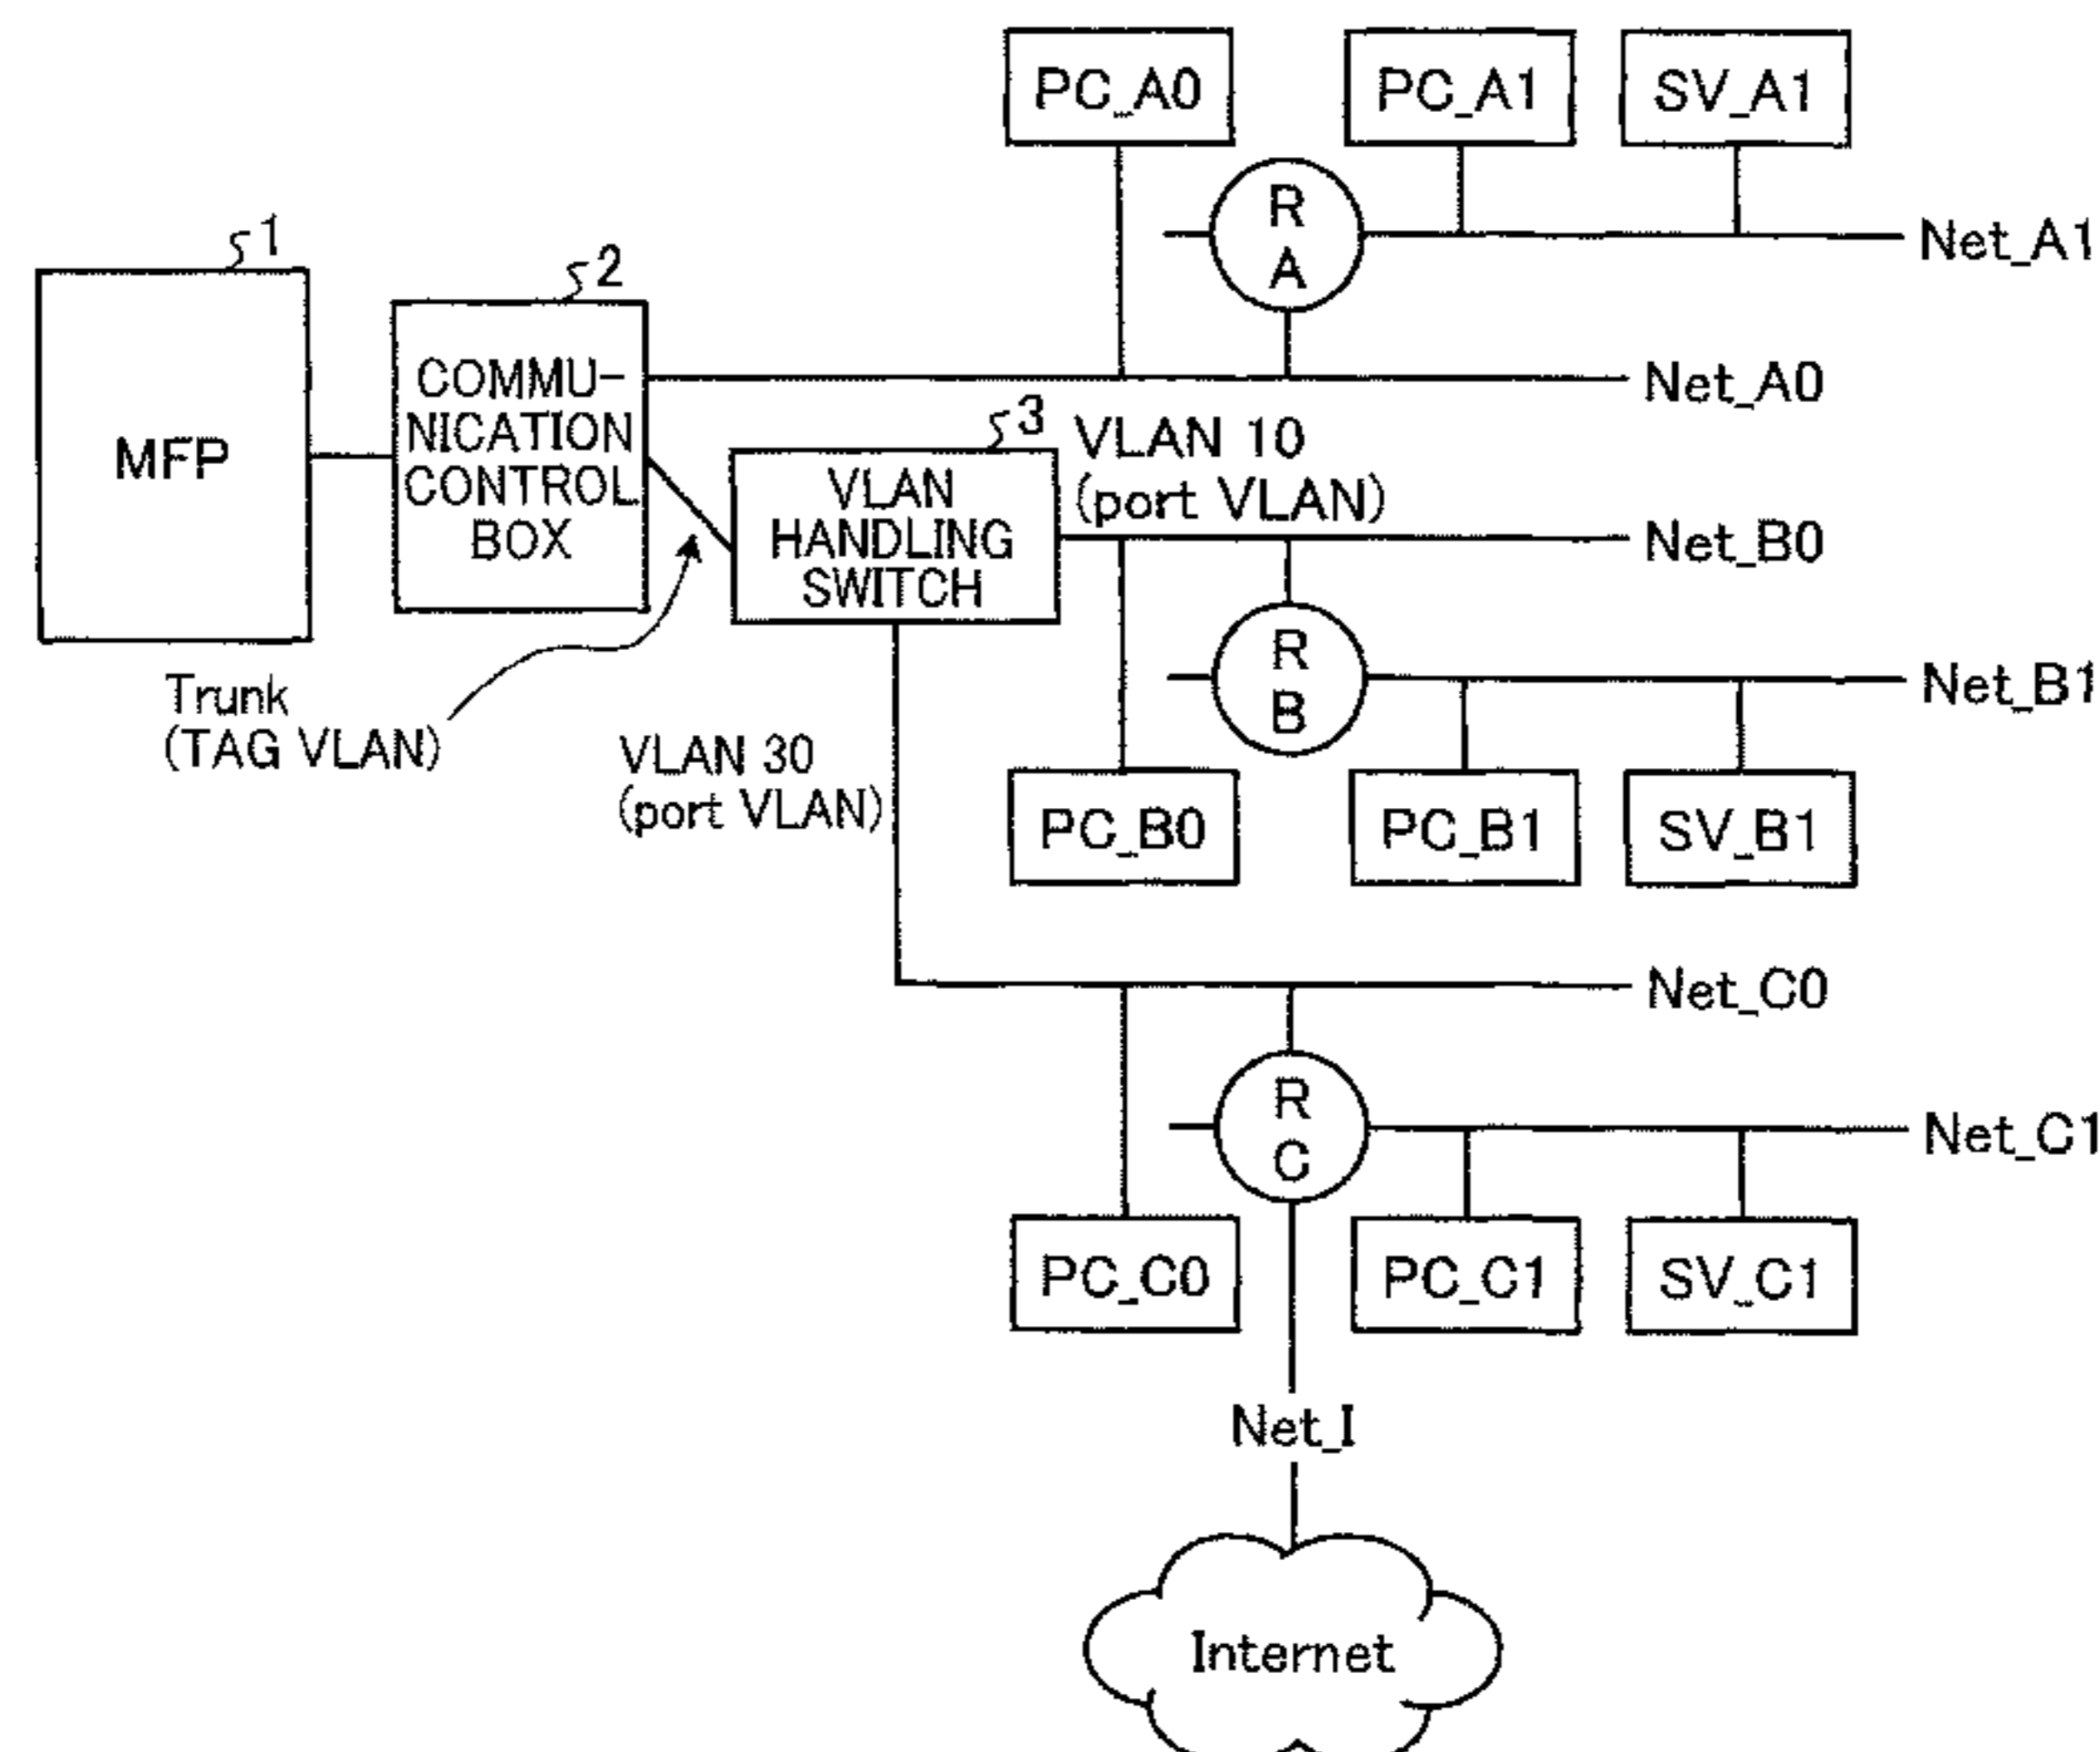 PC_A0
PC_A1
SV_A1
R
A
Net_A1
1
2
MFP
COMMU-
NICATION
CONTROL
BOX
Net_A0
3
VLAN 10
(port VLAN)
VLAN
HANDLING
SWITCH
Net_B0
R
B
Net_B1
Trunk
(TAG VLAN)
VLAN 30
(port VLAN)
PC_B0
PC_B1
SV_B1
Net_C0
R
C
Net_C1
PC_C0
PC_C1
SV_C1
Net_I
Internet